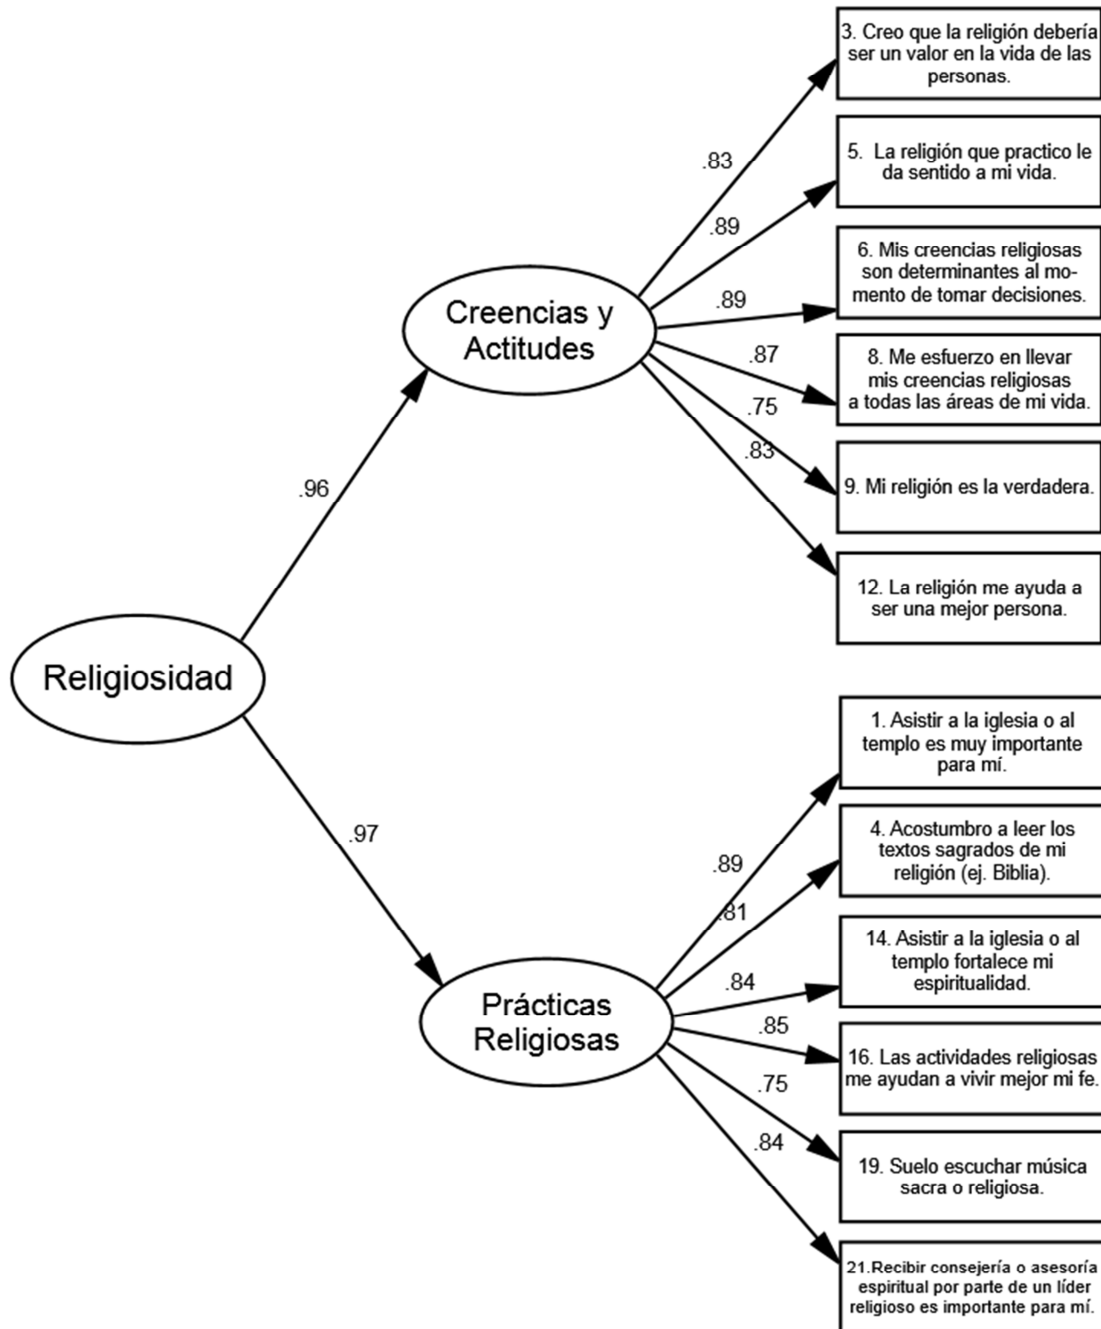 3. Creo que la religión debería
ser un valor en la vida de las
personas.
5. La religión que practico le
da sentido a mi vida.
6. Mis creencias religiosas
son determinantes al mo-
mento de tomar decisiones.
8. Me esfuerzo en llevar
mis creencias religiosas
a todas las áreas de mi vida.
9. Mi religión es la verdadera.
12. La religión me ayuda a
ser una mejor persona.
.83
.89
.89
.87
.75
.83
Creencias y
Actitudes
.96
Religiosidad
.97
Prácticas
Religiosas
.89
.81
.84
.85
.75
.84
1. Asistir a la iglesia o al
templo es muy importante
para mí.
4. Acostumbro a leer los
textos sagrados de mi
religión (ej. Biblia).
14. Asistir a la iglesia o al
templo fortalece mi
espiritualidad.
16. Las actividades religiosas
me ayudan a vivir mejor mi fe.
19. Suelo escuchar música
sacra o religiosa.
21.Recibir consejería o asesoría
espiritual por parte de un líder
religioso es importante para mí.